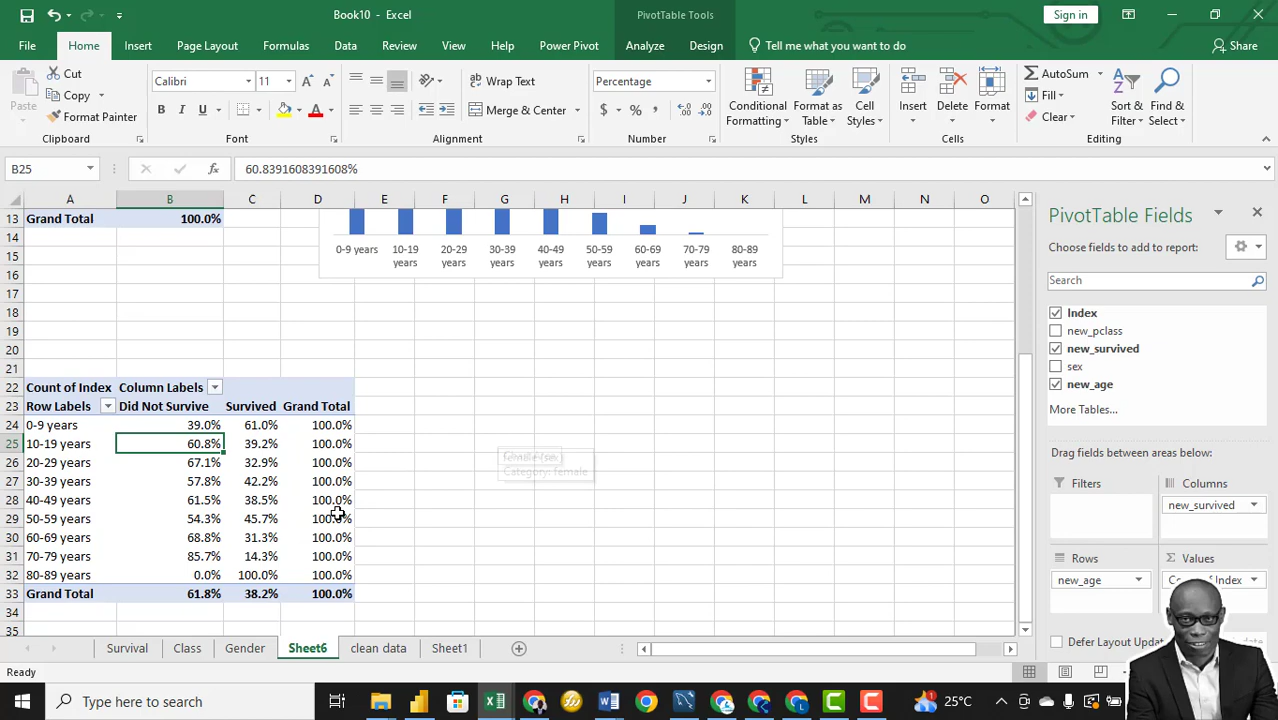 Book10 - Excel
PivotTable Tools
Sign in
File Home Insert Page Layout Formulas Data Review View Help Power Pivot Analyze Design Tell me what you want to do Share
Paste
Cut
Copy
Format Painter
Clipboard
Calibri 11
B I U
Font
Wrap Text
Merge & Center
Alignment
Percentage
$ % ,
Number
Conditional Formatting
Format as Table
Cell Styles
Styles
Insert
Delete
Format
Cells
AutoSum
Fill
Clear
Sort & Filter
Find & Select
Editing
B25 fx 60.8391608391608%
A B C D E F G H I J K L M N O
13 Grand Total 100.0%
14
15
16
17
18
19
20
21
0-9 years 10-19 years 20-29 years 30-39 years 40-49 years 50-59 years 60-69 years 70-79 years 80-89 years
22 Count of Index Column Labels
23 Row Labels Did Not Survive Survived Grand Total
24 0-9 years 39.0% 61.0% 100.0%
25 10-19 years 60.8% 39.2% 100.0%
26 20-29 years 67.1% 32.9% 100.0%
27 30-39 years 57.8% 42.2% 100.0%
28 40-49 years 61.5% 38.5% 100.0%
29 50-59 years 54.3% 45.7% 100.0%
30 60-69 years 68.8% 31.3% 100.0%
31 70-79 years 85.7% 14.3% 100.0%
32 80-89 years 0.0% 100.0% 100.0%
33 Grand Total 61.8% 38.2% 100.0%
34
35
Category: female
PivotTable Fields
Choose fields to add to report:
Search
Index
new_pclass
new_survived
sex
new_age
More Tables...
Drag fields between areas below:
Filters
Columns
new_survived
Rows
new_age
Values
Defer Layout Updat
Survival Class Gender Sheet6 clean data Sheet1
Ready
Type here to search
25°C